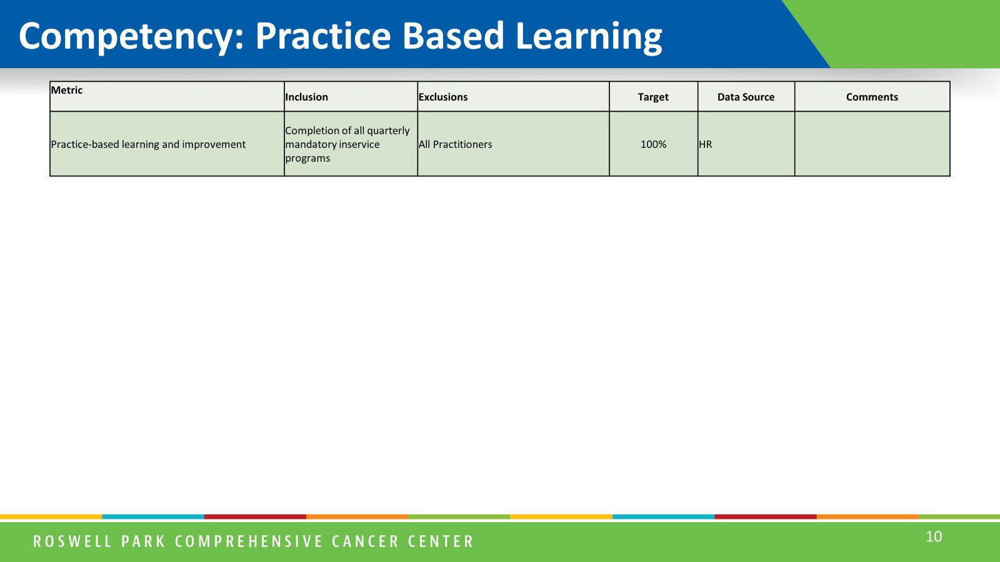 Competency: Practice Based Learning
Metric
Inclusion
Exclusions
Target
Data Source
Comments
Practice-based learning and improvement
Completion of all quarterly
mandatory inservice
programs
All Practitioners
100%
HR
ROSWELL PARK COMPREHENSIVE CANCER CENTER
10